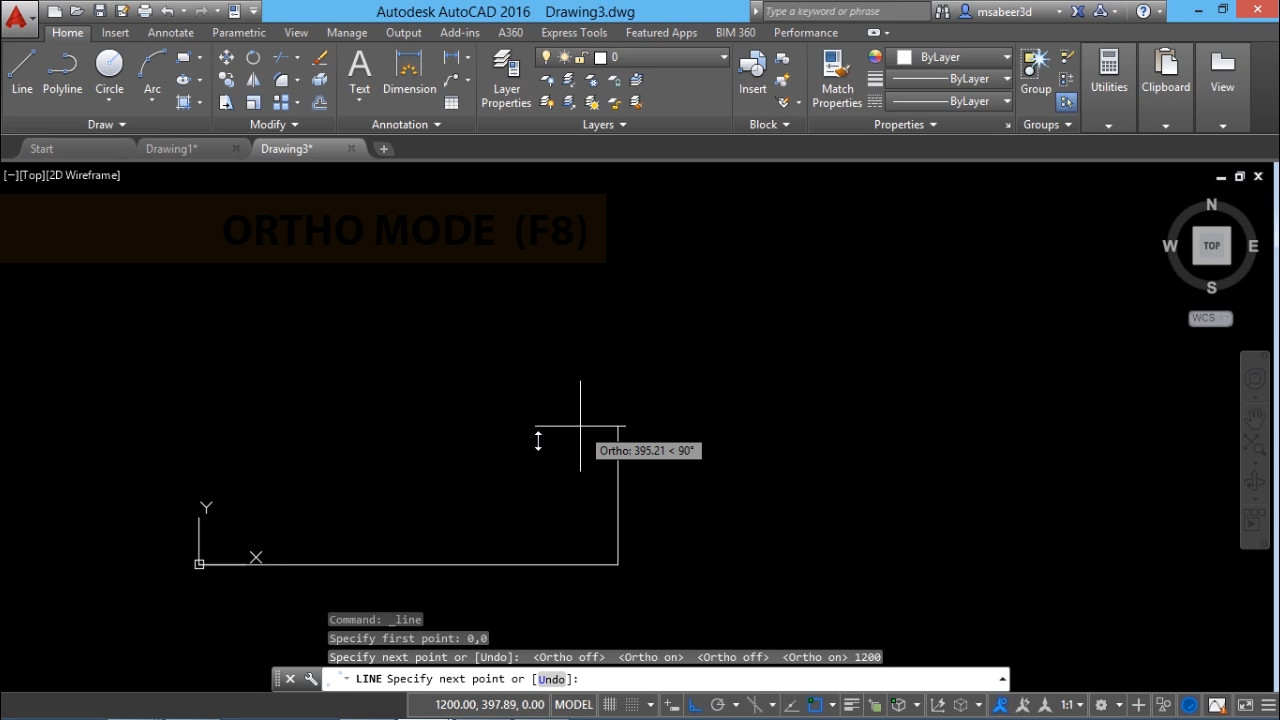 Autodesk AutoCAD 2016 Drawing3.dwg
Type a keyword or phrase
msabeer3d
Home Insert Annotate Parametric View Manage Output Add-ins A360 Express Tools Featured Apps BIM 360 Performance
Line Polyline Circle Arc Text Dimension Layer Properties 0 Insert Match Properties ByLayer ByLayer ByLayer Group Utilities Clipboard View
Draw Modify Annotation Layers Block Properties Groups
Start Drawing1* Drawing3*
[−][Top][2D Wireframe]
ORTHO MODE (F8)
N
W TOP E
S
WCS
Ortho: 395.21 < 90°
Y
X
Command: _line
Specify first point: 0,0
Specify next point or [Undo]: <Ortho off> <Ortho on> <Ortho off> <Ortho on> 1200
LINE Specify next point or [Undo]:
1200.00, 397.89, 0.00 MODEL 1:1